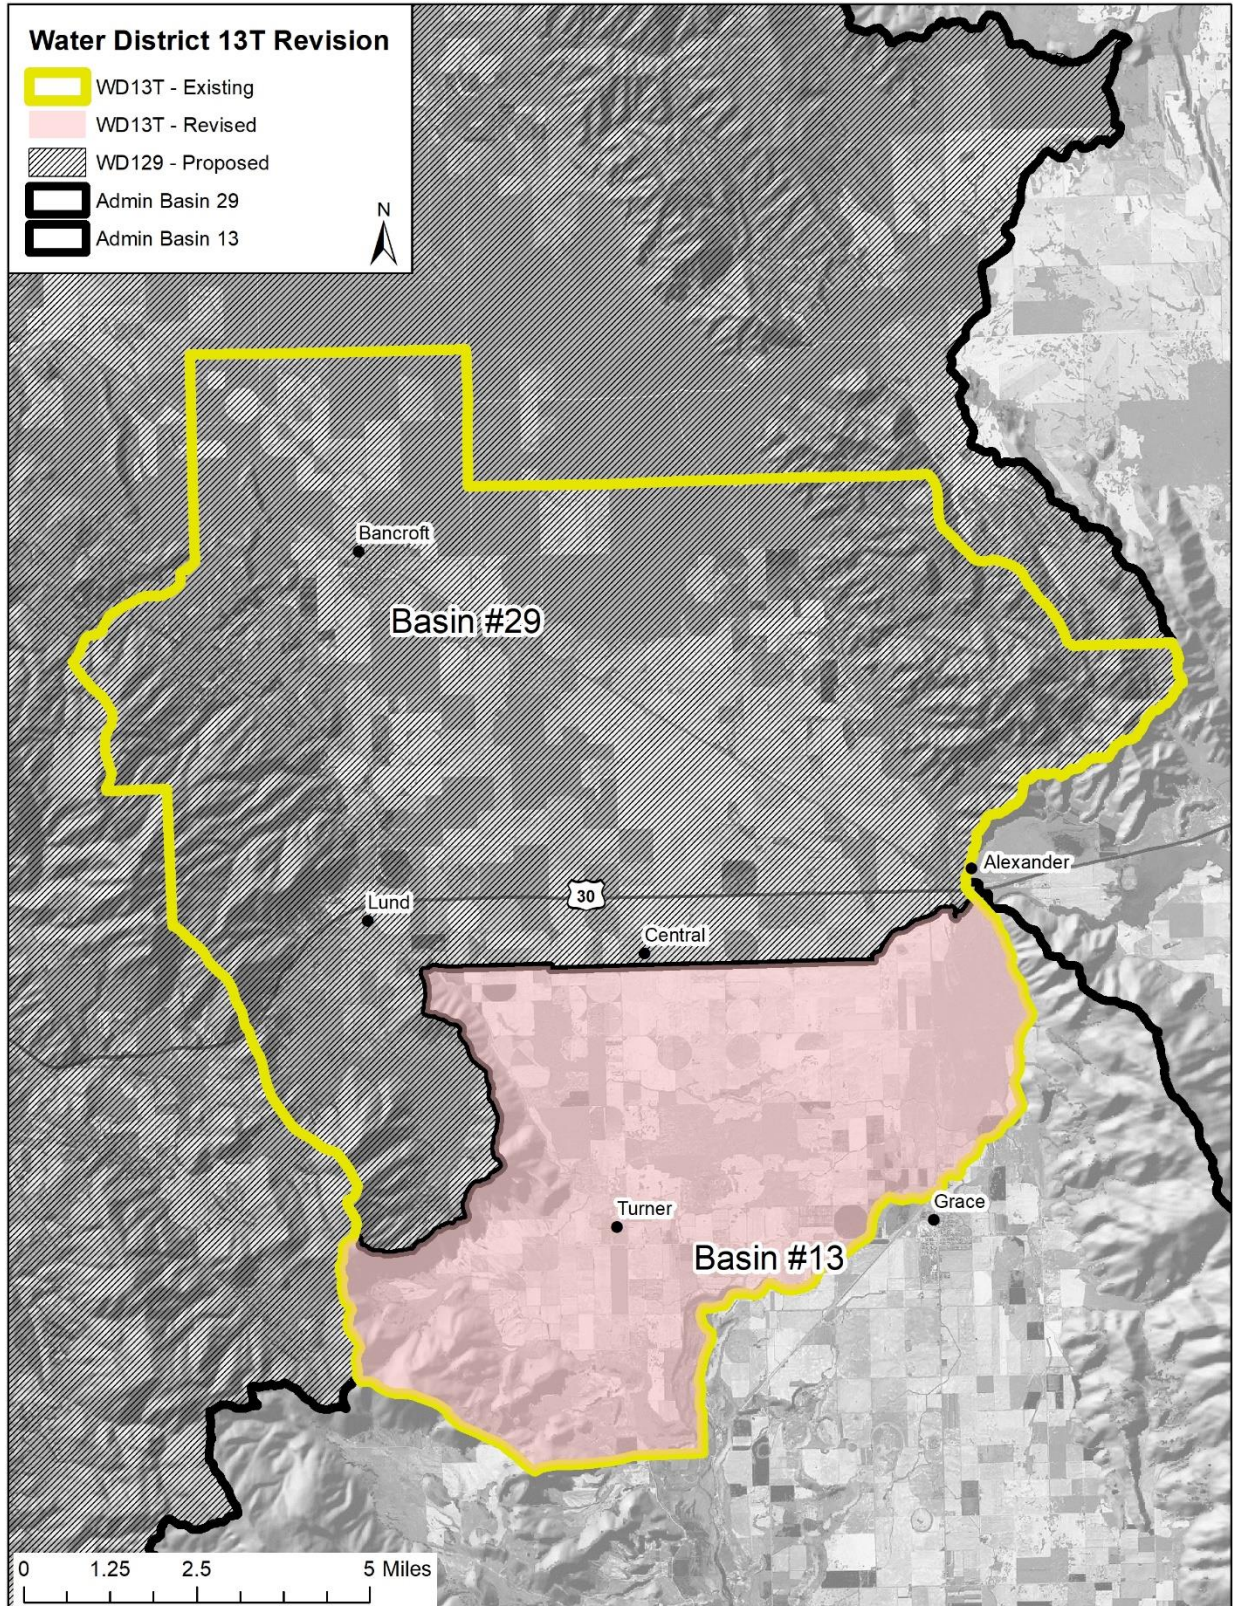 Water District 13T Revision
WD13T - Existing
WD13T - Revised
WD129 - Proposed
Admin Basin 29
Admin Basin 13
N
Bancroft
Basin #29
Alexander
30
Lund
Central
Turner
Grace
Basin #13
0 1.25 2.5 5 Miles